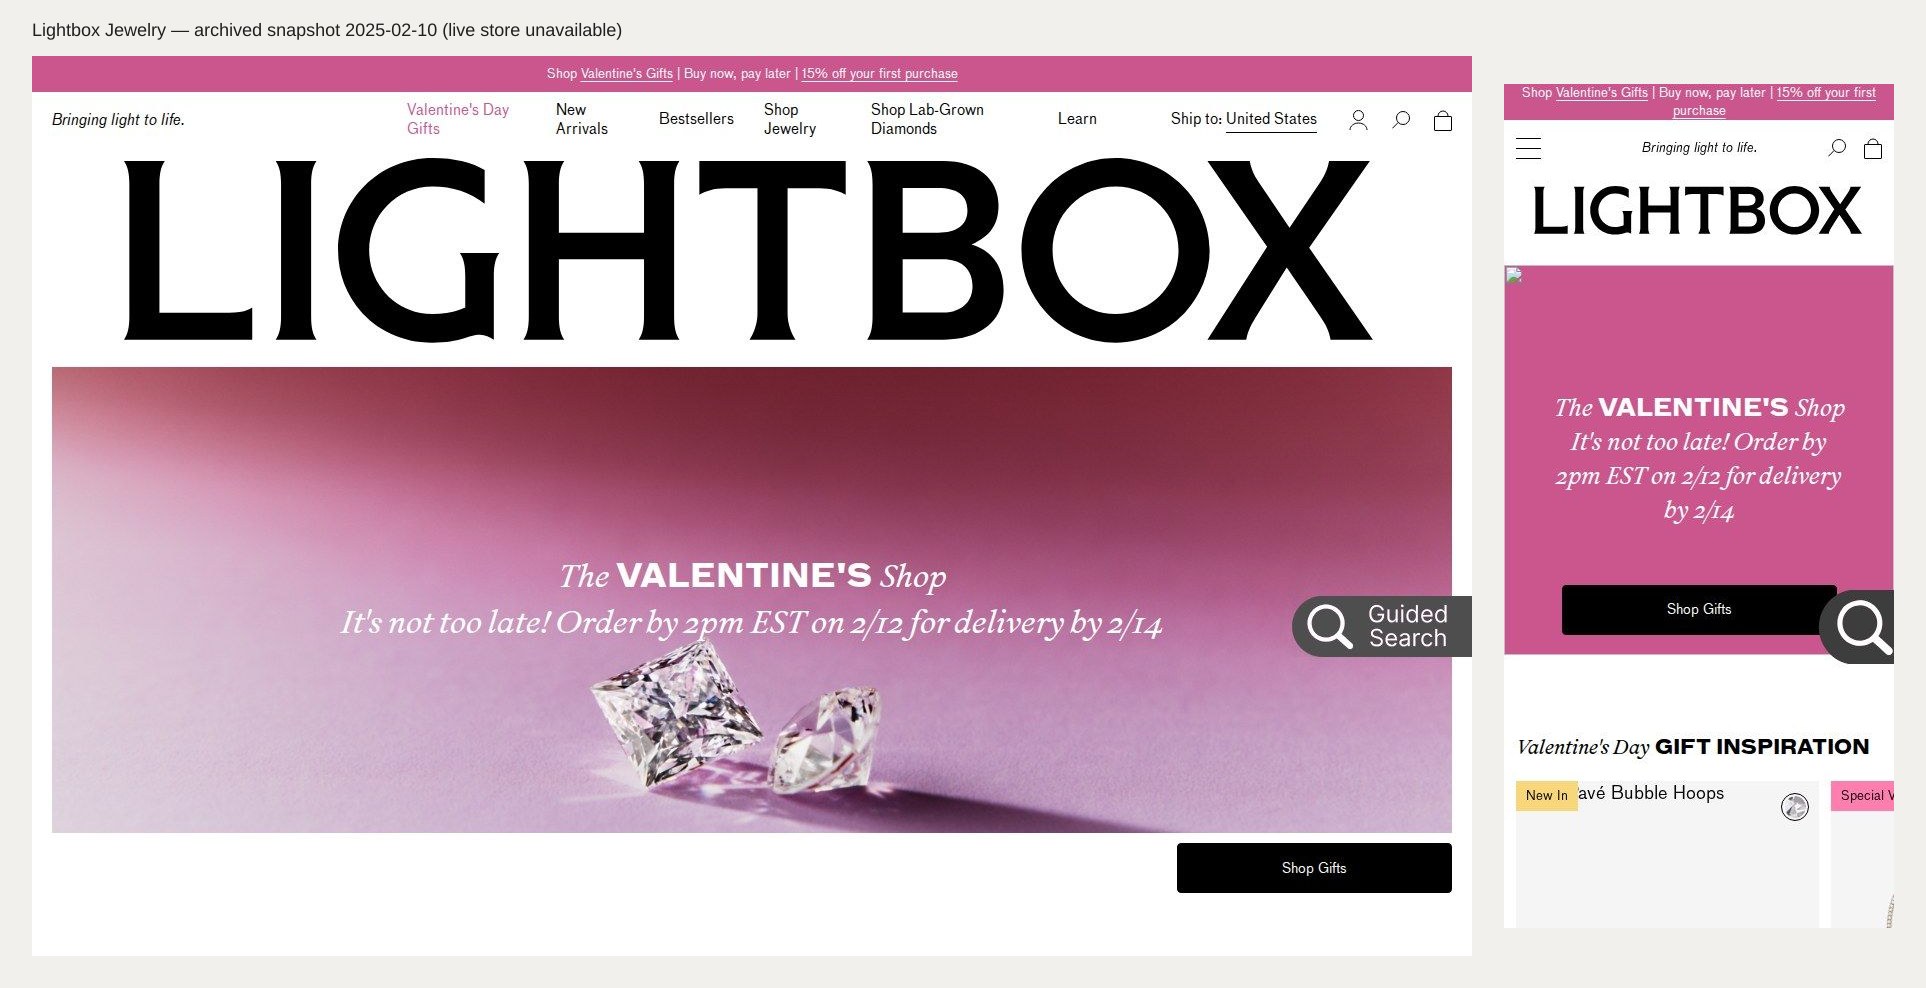 Lightbox Jewelry — archived snapshot 2025-02-10 (live store unavailable)
Shop Valentine's Gifts | Buy now, pay later | 15% off your first purchase
Bringing light to life.
Valentine's Day
Gifts
New
Arrivals
Bestsellers
Shop
Jewelry
Shop Lab-Grown
Diamonds
Learn
Ship to: United States
LIGHTBOX
The VALENTINE'S Shop
It's not too late! Order by 2pm EST on 2/12 for delivery by 2/14
Guided
Search
Shop Gifts
Shop Valentine's Gifts | Buy now, pay later | 15% off your first
purchase
Bringing light to life.
LIGHTBOX
The VALENTINE'S Shop
It's not too late! Order by
2pm EST on 2/12 for delivery
by 2/14
Shop Gifts
Valentine's Day GIFT INSPIRATION
New In
Bubble Hoops
Special